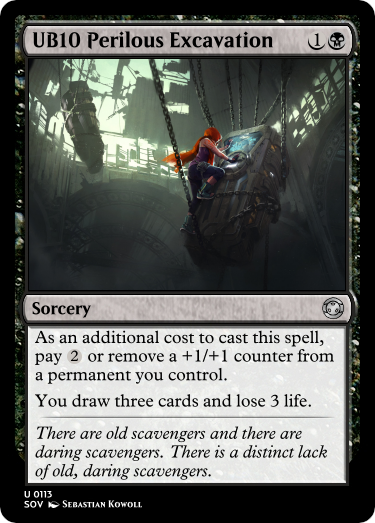 UB10 Perilous Excavation 1
Sorcery
As an additional cost to cast this spell,
pay 2 or remove a +1/+1 counter from
a permanent you control.
You draw three cards and lose 3 life.
There are old scavengers and there are
daring scavengers. There is a distinct lack
of old, daring scavengers.
U 0113
SOV Sebastian Kowoll